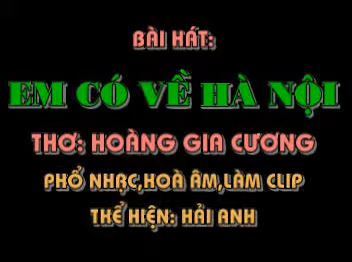 BÀI HÁT:
EM CÓ VỀ HÀ NỘI
THƠ: HOÀNG GIA CƯƠNG
PHỔ NHẠC,HOÀ ÂM,LÀM CLIP
THỂ HIỆN: HẢI ANH